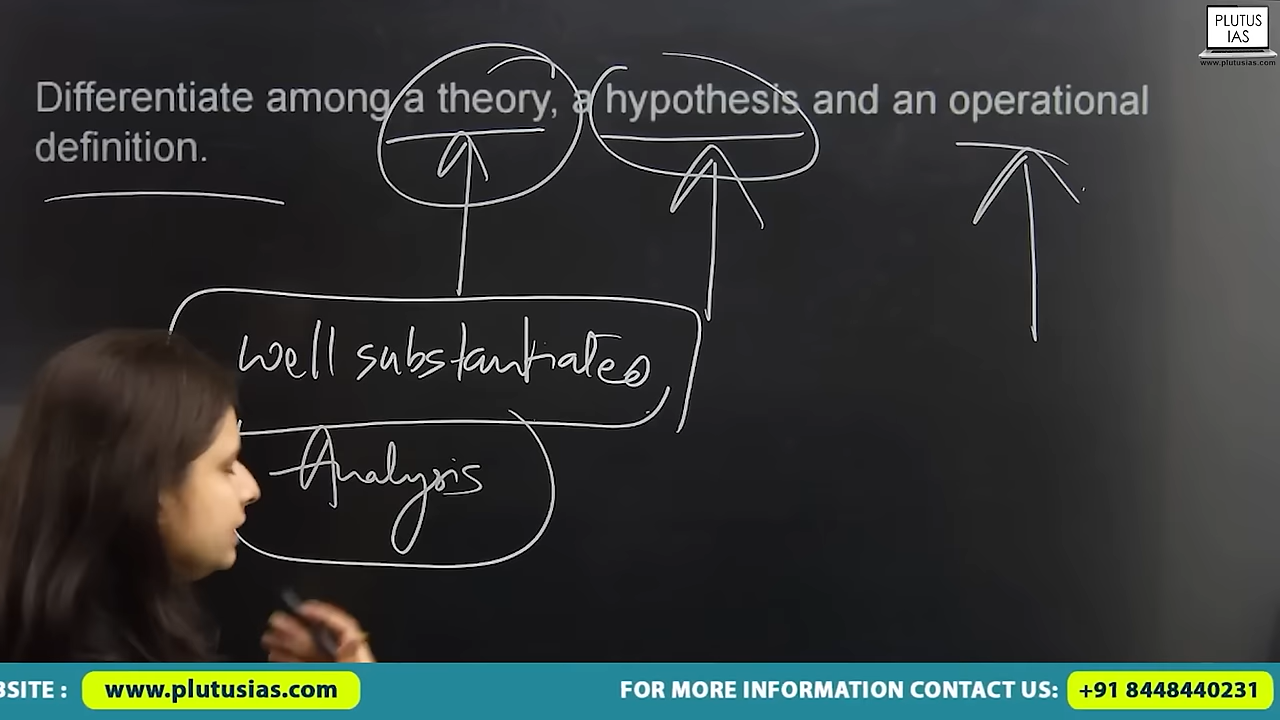 PLUTUS
IAS
www.plutusias.com
Differentiate among a theory, a hypothesis and an operational
definition.
well substantiated
Analysis
BSITE :
www.plutusias.com
FOR MORE INFORMATION CONTACT US:
+91 8448440231